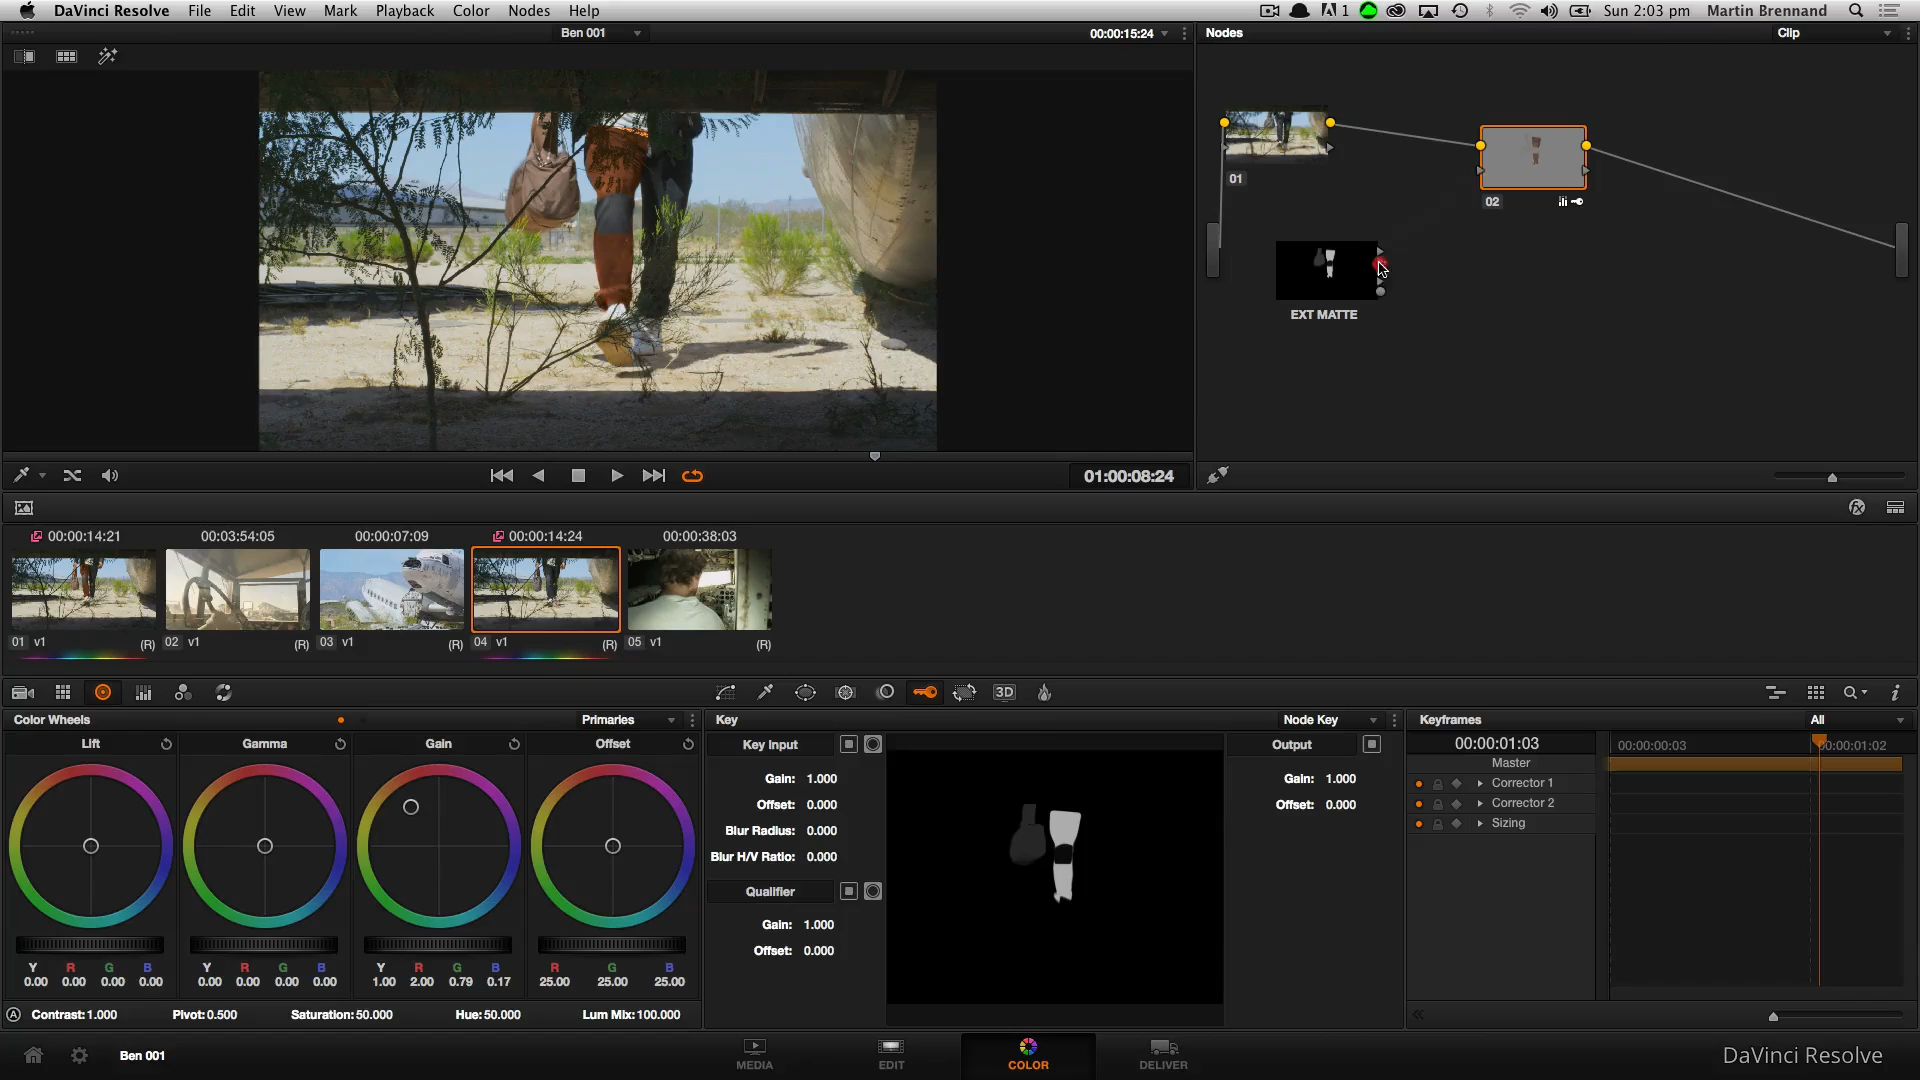 DaVinci Resolve File Edit View Mark Playback Color Nodes Help 1 Sun 2:03 pm Martin Brennand
Ben 001 00:00:15:24 Nodes Clip
01
02
EXT MATTE
01:00:08:24
00:00:14:21 00:03:54:05 00:00:07:09 00:00:14:24 00:00:38:03
01 v1 (R) 02 v1 (R) 03 v1 (R) 04 v1 (R) 05 v1 (R)
3D
Color Wheels Primaries Key Node Key Keyframes All
Lift Gamma Gain Offset Key Input Output 00:00:01:03 00:00:00:03 00:00:01:02
Master
Gain: 1.000 Gain: 1.000 Corrector 1
Offset: 0.000 Offset: 0.000 Corrector 2
Blur Radius: 0.000 Sizing
Blur H/V Ratio: 0.000
Qualifier
Gain: 1.000
Offset: 0.000
Y R G B Y R G B Y R G B R G B
0.00 0.00 0.00 0.00 0.00 0.00 0.00 0.00 1.00 2.00 0.79 0.17 25.00 25.00 25.00
A Contrast:1.000 Pivot:0.500 Saturation:50.000 Hue:50.000 Lum Mix:100.000
Ben 001 MEDIA EDIT COLOR DELIVER DaVinci Resolve